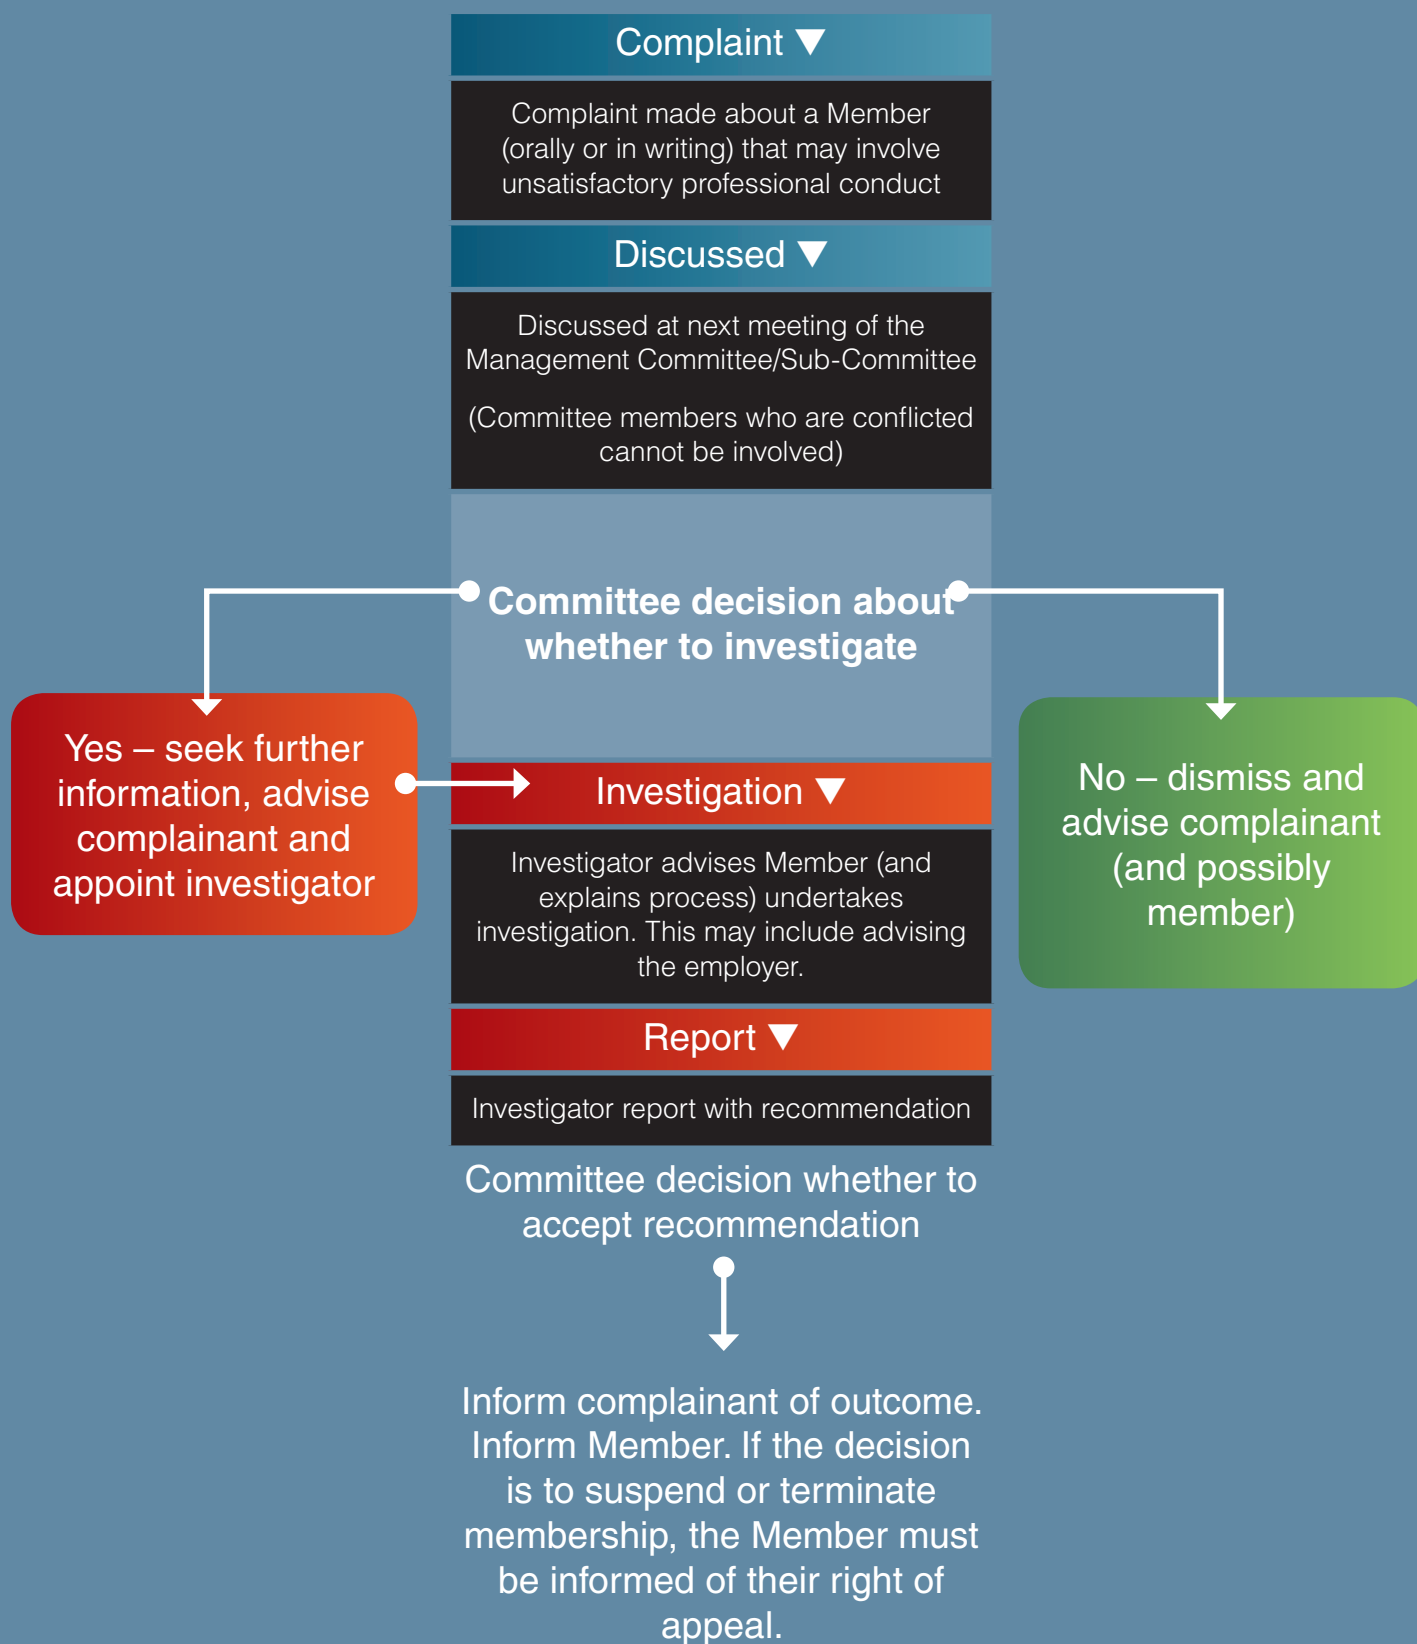 Complaint ▼
Complaint made about a Member
(orally or in writing) that may involve
unsatisfactory professional conduct
Discussed ▼
Discussed at next meeting of the
Management Committee/Sub-Committee
(Committee members who are conflicted
cannot be involved)
Committee decision about
whether to investigate
Yes – seek further
information, advise
complainant and
appoint investigator
No – dismiss and
advise complainant
(and possibly
member)
Investigation ▼
Investigator advises Member (and
explains process) undertakes
investigation. This may include advising
the employer.
Report ▼
Investigator report with recommendation
Committee decision whether to
accept recommendation
Inform complainant of outcome.
Inform Member. If the decision
is to suspend or terminate
membership, the Member must
be informed of their right of
appeal.